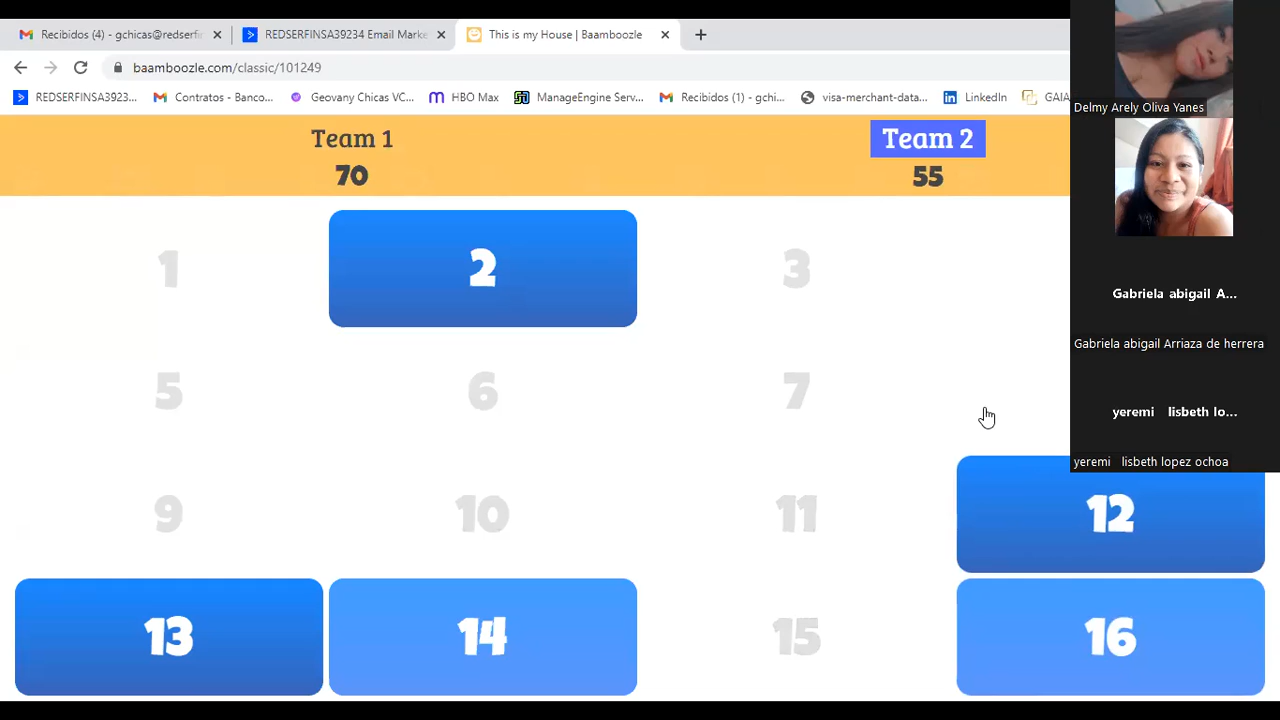 Recibidos (4) - gchicas@redserfin
REDSERFINSA39234 Email Marke
This is my House | Baamboozle
baamboozle.com/classic/101249
REDSERFINSA3923...
Contratos - Banco...
Geovany Chicas VC...
HBO Max
ManageEngine Serv...
Recibidos (1) - gchi...
visa-merchant-data...
LinkedIn
GAIA
Team 1
Team 2
70
55
1
2
3
5
6
7
9
10
11
12
13
14
15
16
Delmy Arely Oliva Yanes
Gabriela abigail A...
Gabriela abigail Arriaza de herrera
yeremi lisbeth lo...
yeremi lisbeth lopez ochoa